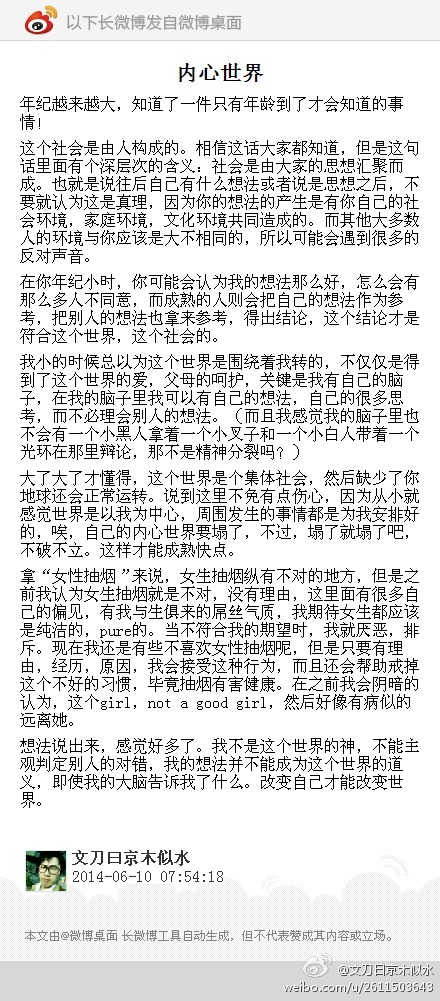 以下长微博发自微博桌面
内心世界
年纪越来越大，知道了一件只有年龄到了才会知道的事
情！
这个社会是由人构成的。相信这话大家都知道，但是这句
话里面有个深层次的含义：社会是由大家的思想汇聚而
成。也就是说往后自己有什么想法或者说是思想之后，不
要就认为这是真理，因为你的想法的产生是有你自己的社
会环境，家庭环境，文化环境共同造成的。而其他大多数
人的环境与你应该是大不相同的，所以可能会遇到很多的
反对声音。
在你年纪小时，你可能会认为我的想法那么好，怎么会有
那么多人不同意，而成熟的人则会把自己的想法作为参
考，把别人的想法也拿来参考，得出结论，这个结论才是
符合这个世界，这个社会的。
我小的时候总以为这个世界是围绕着我转的，不仅仅是得
到了这个世界的爱，父母的呵护，关键是我有自己的脑
子，在我的脑子里我可以有自己的想法，自己的很多思
考，而不必理会别人的想法。（而且我感觉我的脑子里也
不会有一个小黑人拿着一个小叉子和一个小白人带着一个
光环在那里辩论，那不是精神分裂吗？）
大了大了才懂得，这个世界是个集体社会，然后缺少了你
地球还会正常运转。说到这里不免有点伤心，因为从小就
感觉世界是以我为中心，周围发生的事情都是为我安排好
的，唉，自己的内心世界要塌了，不过，塌了就塌了吧，
不破不立。这样才能成熟快点。
拿“女性抽烟”来说，女生抽烟纵有不对的地方，但是之
前我认为女生抽烟就是不对，没有理由，这里面有很多自
己的偏见，有我与生俱来的屌丝气质，我期待女生都应该
是纯洁的，pure的。当不符合我的期望时，我就厌恶，排
斥。现在我还是有些不喜欢女性抽烟呢，但是只要有理
由，经历，原因，我会接受这种行为，而且还会帮助戒掉
这个不好的习惯，毕竟抽烟有害健康。在之前我会阴暗的
认为，这个girl，not a good girl，然后好像有病似的
远离她。
想法说出来，感觉好多了。我不是这个世界的神，不能主
观判定别人的对错，我的想法并不能成为这个世界的道
义，即使我的大脑告诉我了什么。改变自己才能改变世
界。
文刀日京木似水
2014-06-10 07:54:18
本文由@微博桌面 长微博工具自动生成，但不代表赞成其内容或立场。
@文刀日京木似水
weibo.com/u/2611503643